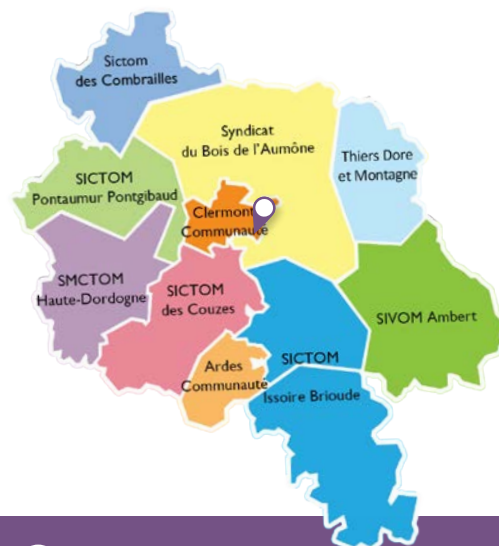 Sictom
des Combrailles
Syndicat
du Bois de l'Aumône
Thiers Dore
et Montagne
SICTOM
Pontaumur Pontgibaud
Clermont
Communauté
SMCTOM
Haute-Dordogne
SICTOM
des Couzes
SIVOM Ambert
Ardes
Communauté
SICTOM
Issoire Brioude